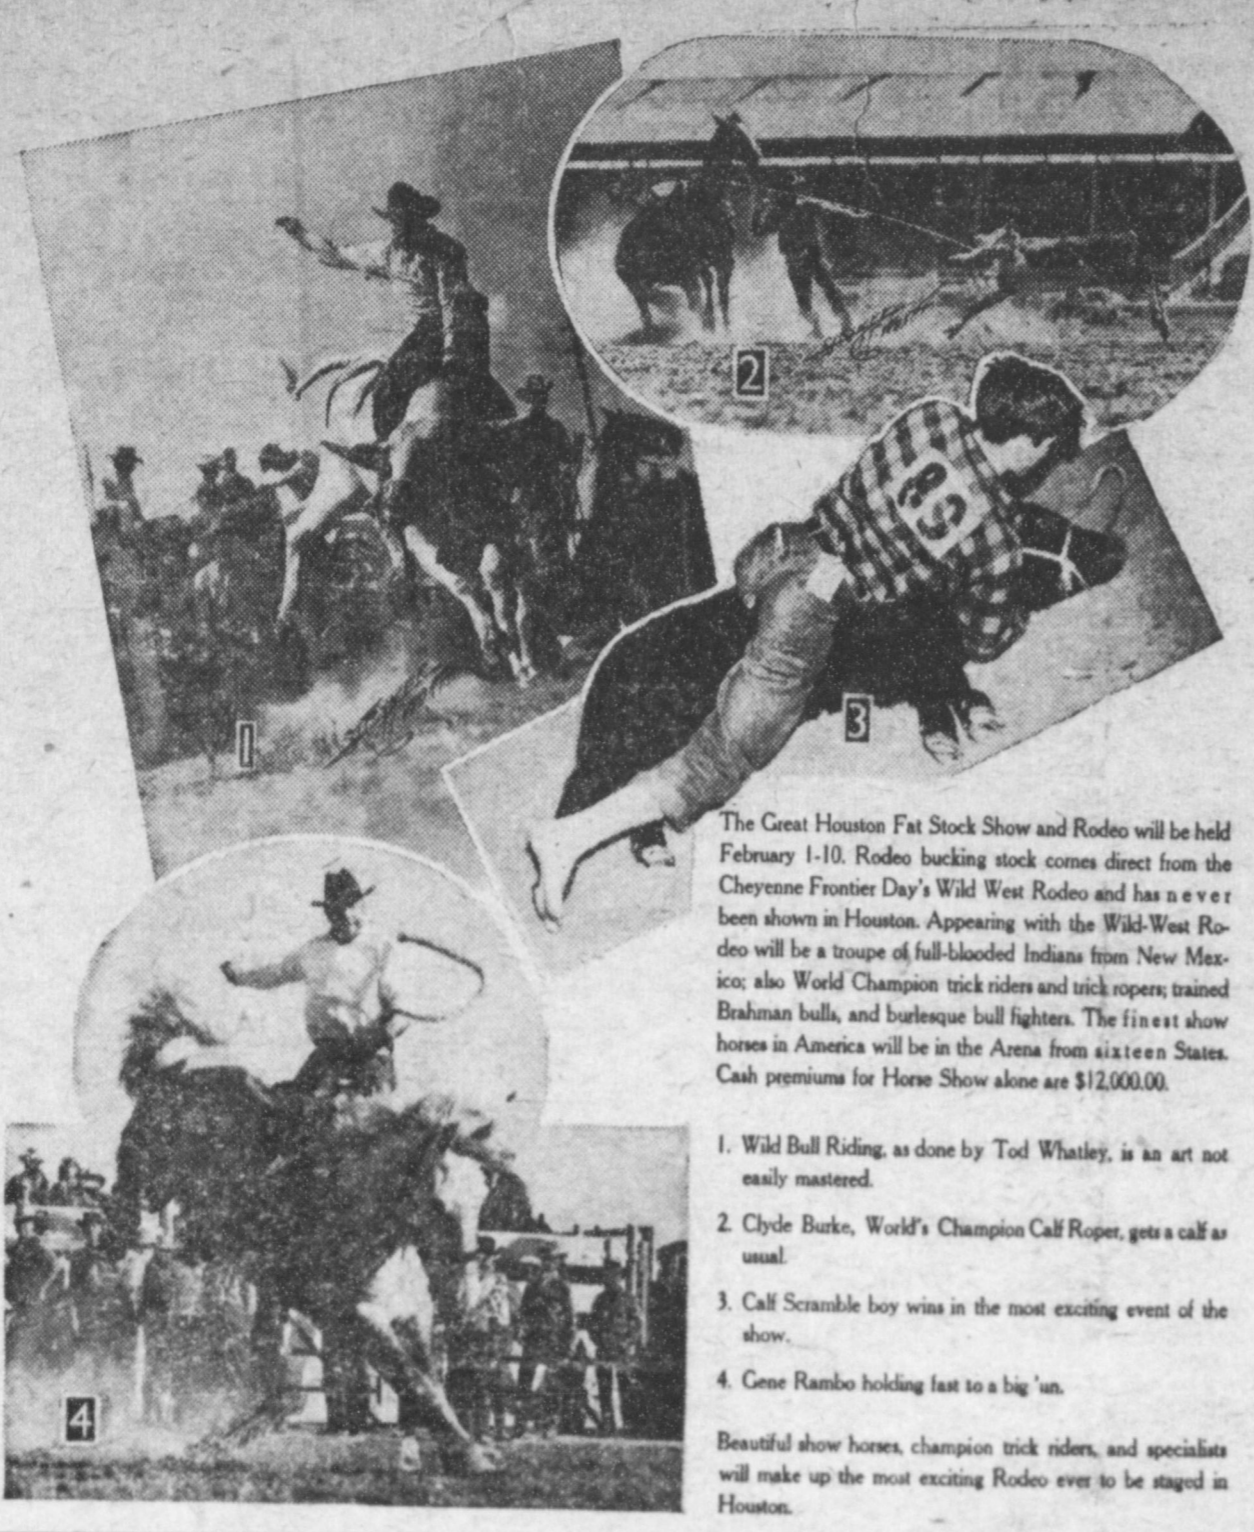 1
2
85
3
4
The Great Houston Fat Stock Show and Rodeo will be held
February 1-10. Rodeo bucking stock comes direct from the
Cheyenne Frontier Day's Wild West Rodeo and has never
been shown in Houston. Appearing with the Wild-West Ro-
deo will be a troupe of full-blooded Indians from New Mex-
ico; also World Champion trick riders and trick ropers; trained
Brahman bulls, and burlesque bull fighters. The finest show
horses in America will be in the Arena from sixteen States.
Cash premiums for Horse Show alone are $12,000.00.
1. Wild Bull Riding, as done by Tod Whatley, is an art not
easily mastered.
2. Clyde Burke, World's Champion Calf Roper, gets a calf as
usual.
3. Calf Scramble boy wins in the most exciting event of the
show.
4. Gene Rambo holding fast to a big 'un.
Beautiful show horses, champion trick riders, and specialists
will make up the most exciting Rodeo ever to be staged in
Houston.